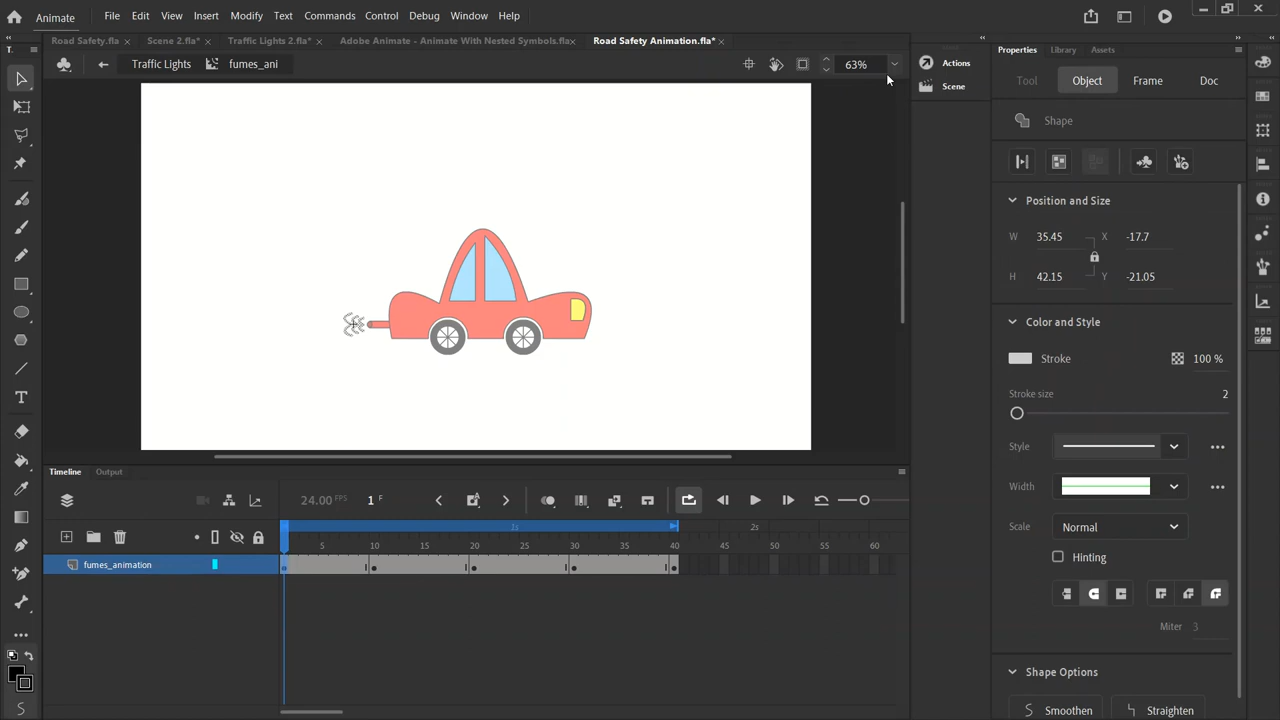 Animate File Edit View Insert Modify Text Commands Control Debug Window Help
Road Safety.fla Scene 2.fla* Traffic Lights 2.fla* Adobe Animate - Animate With Nested Symbols.fla Road Safety Animation.fla*
Traffic Lights fumes_ani 63%
Actions
Scene
Properties Library Assets
Tool Object Frame Doc
Shape
Position and Size
W 35.45 X -17.7
H 42.15 Y -21.05
Color and Style
Stroke 100 %
Stroke size 2
Style
Width
Scale Normal
Hinting
Miter 3
Shape Options
Smoothen Straighten
Timeline Output
24.00 FPS 1 F
1s 2s
5 10 15 20 25 30 35 40 45 50 55 60
fumes_animation